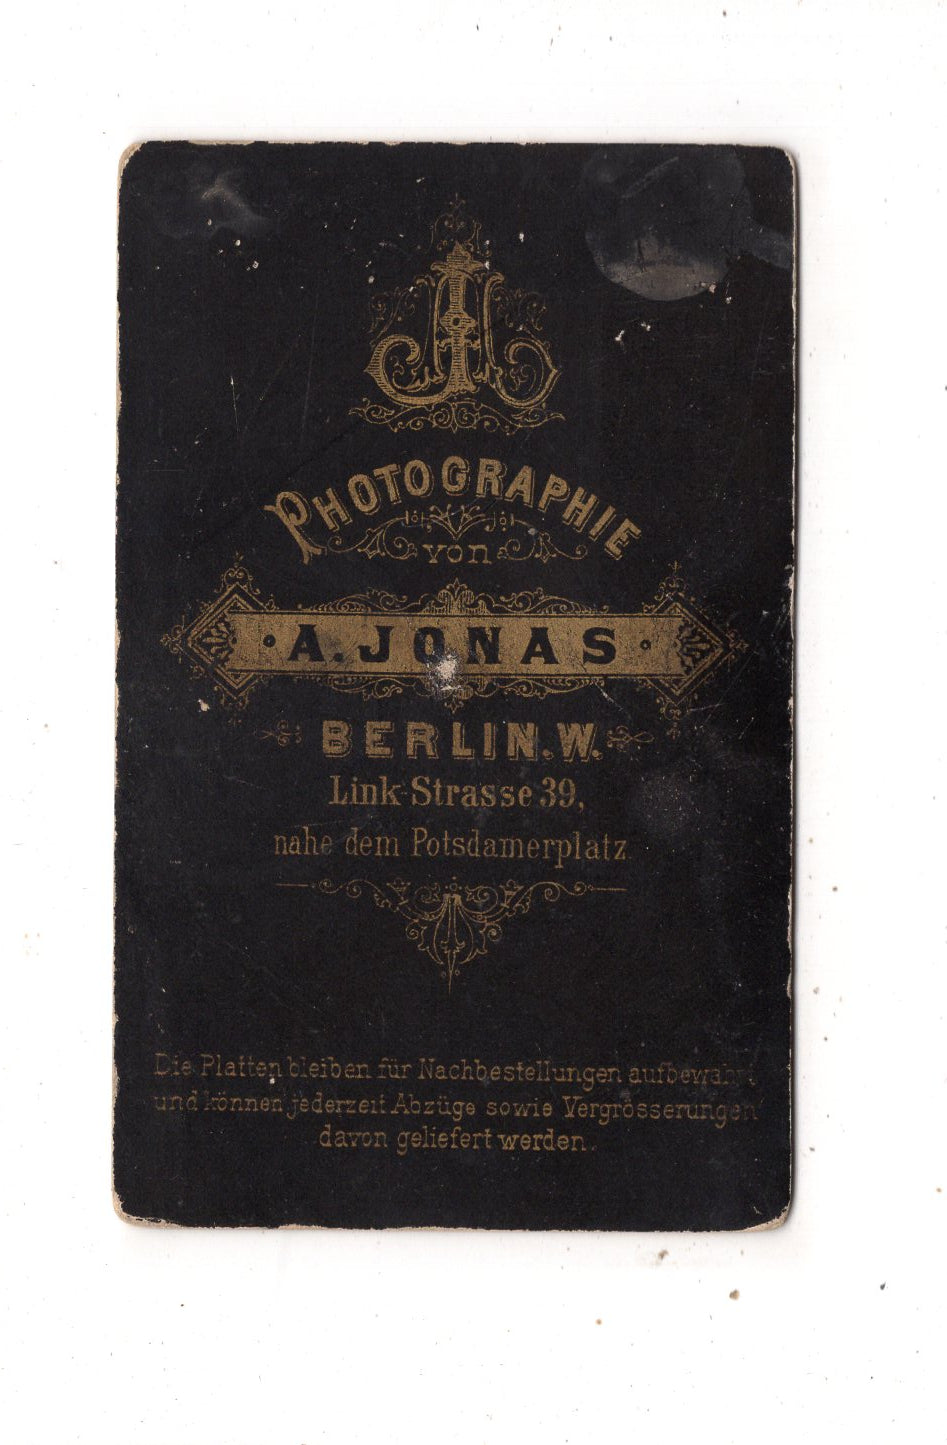 AJ
PHOTOGRAPHIE
von
A. JONAS
BERLIN. W.
Link-Strasse 39,
nahe dem Potsdamerplatz.
Die Platten bleiben für Nachbestellungen aufbewahrt
und können jederzeit Abzüge sowie Vergrösserungen
davon geliefert werden.